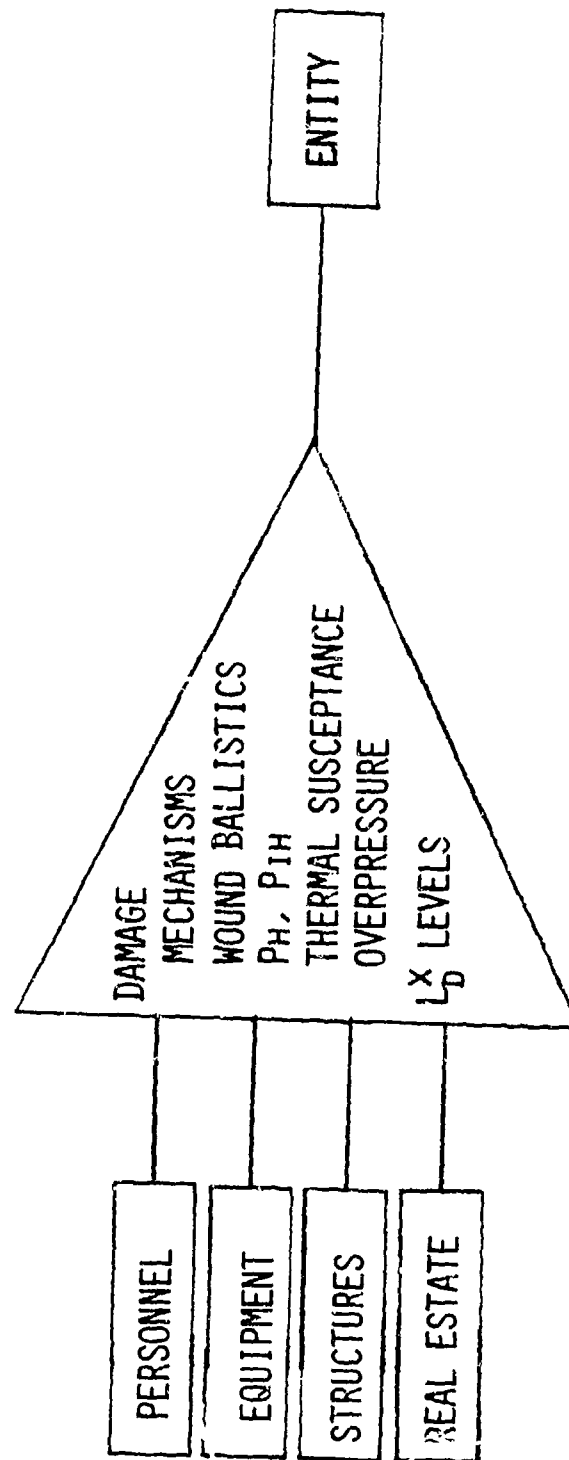 PERSONNEL
EQUIPMENT
STRUCTURES
REAL ESTATE
DAMAGE
MECHANISMS
WOUND BALLISTICS
PH, PIH
THERMAL SUSCEPTANCE
OVERPRESSURE
LXD LEVELS
ENTITY